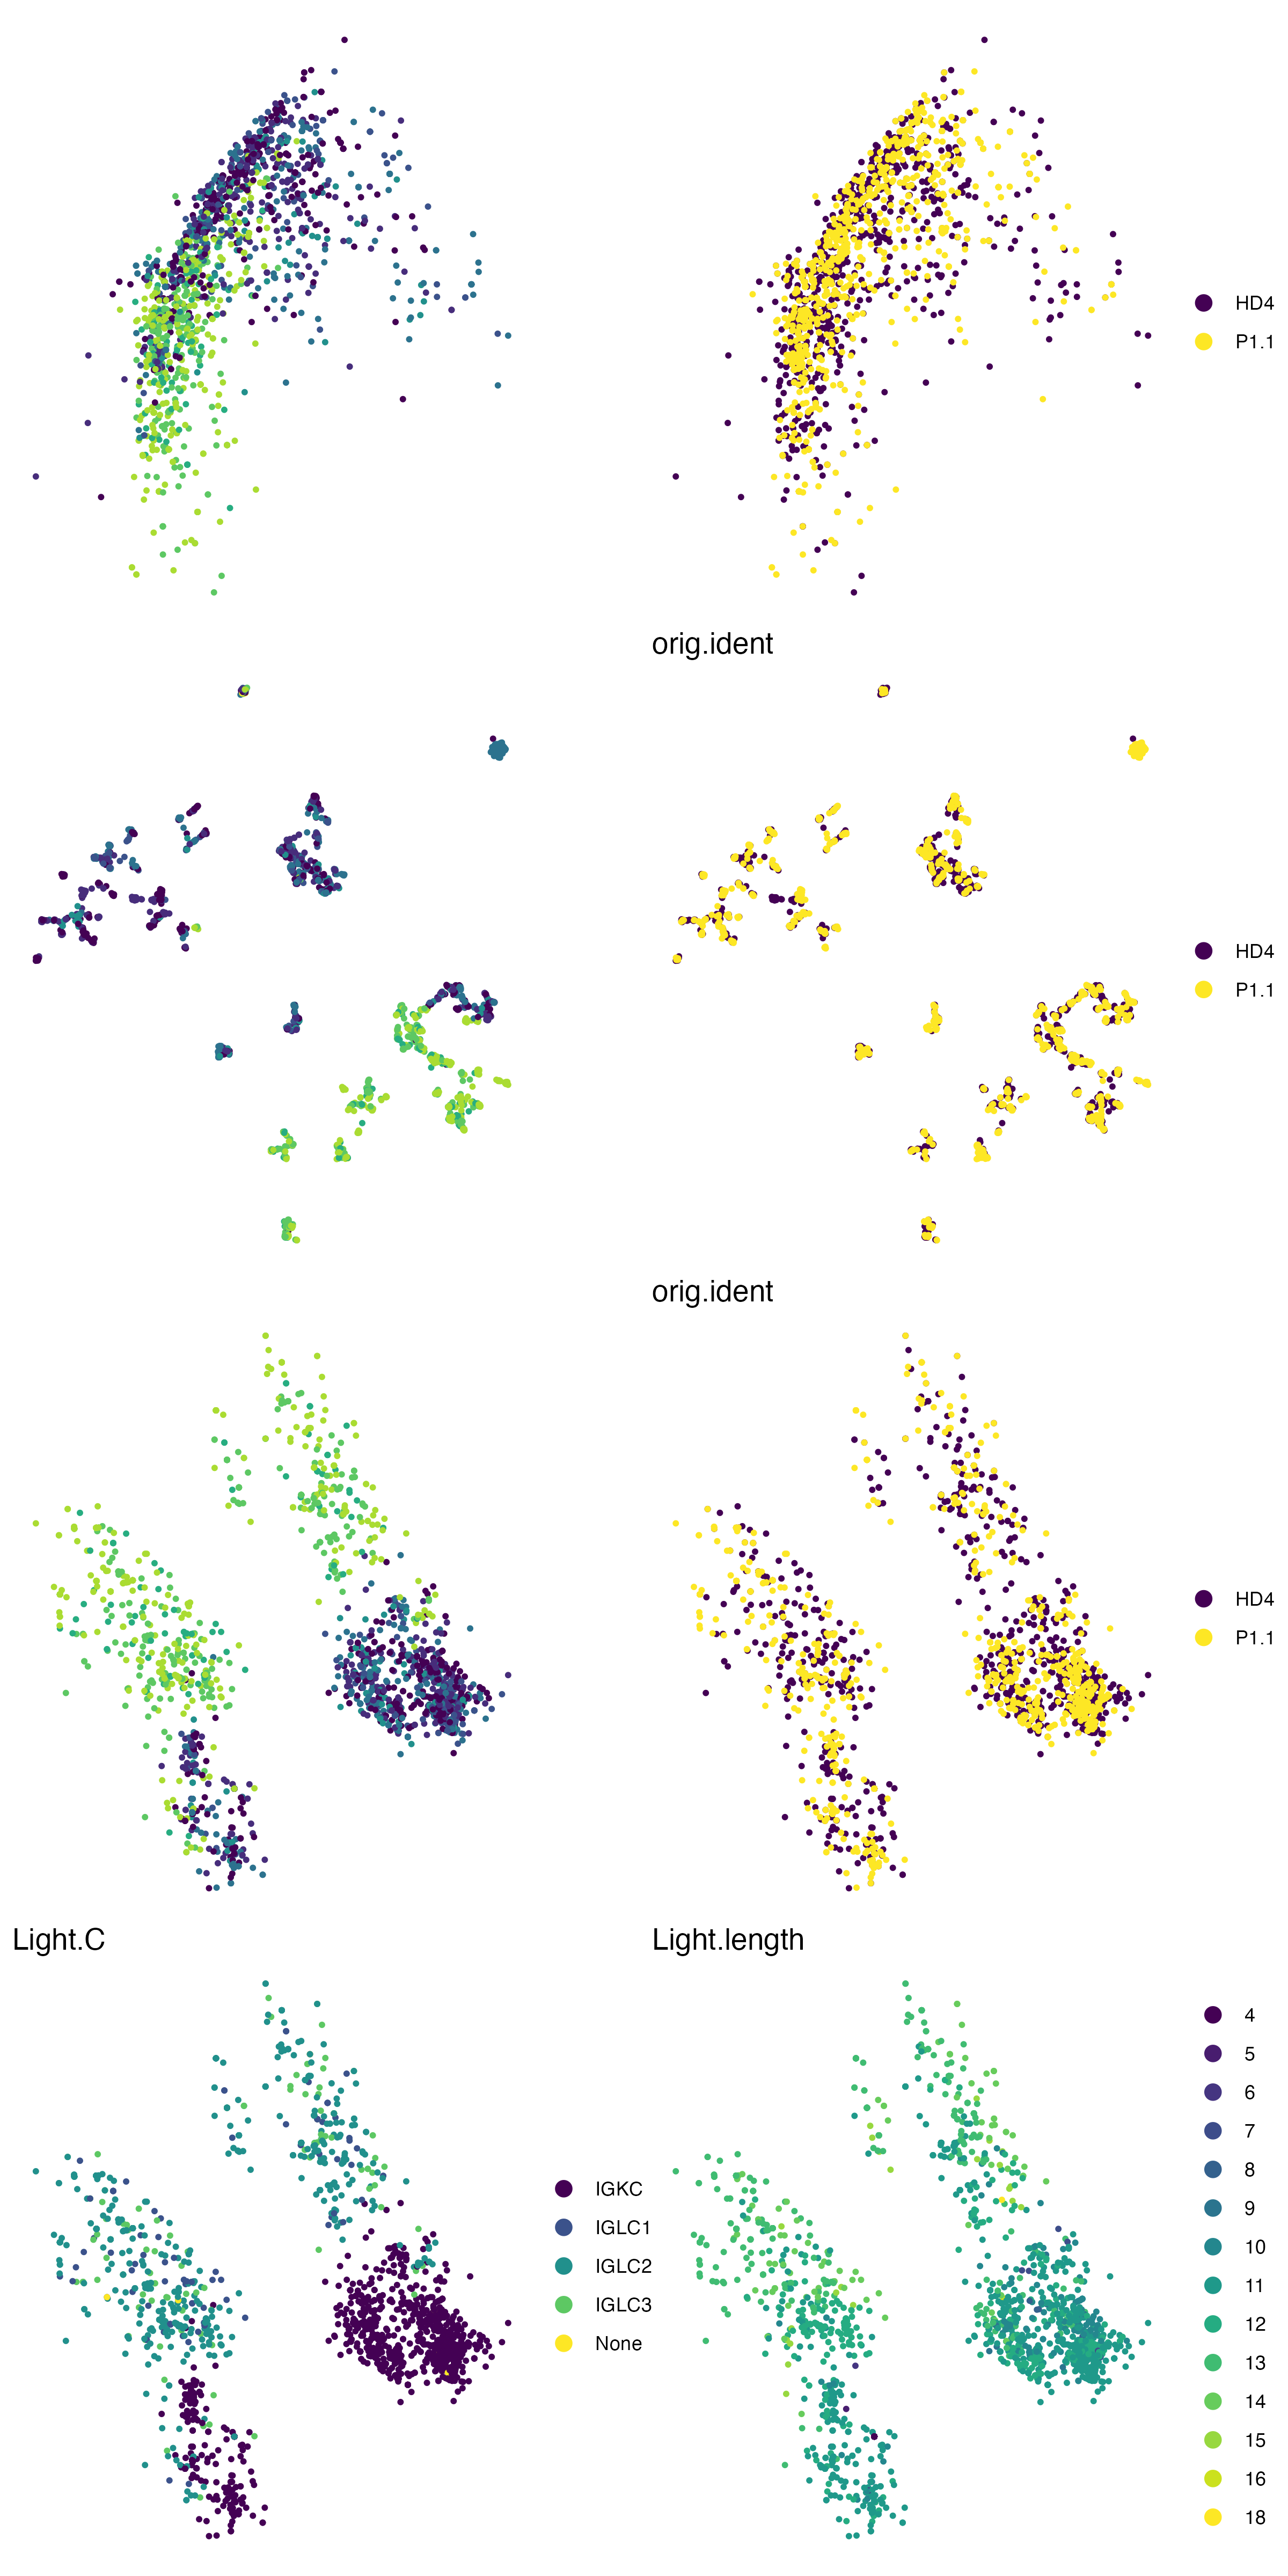 HD4
P1.1
orig.ident
HD4
P1.1
orig.ident
HD4
P1.1
Light.C
Light.length
IGKC
IGLC1
IGLC2
IGLC3
None
4
5
6
7
8
9
10
11
12
13
14
15
16
18